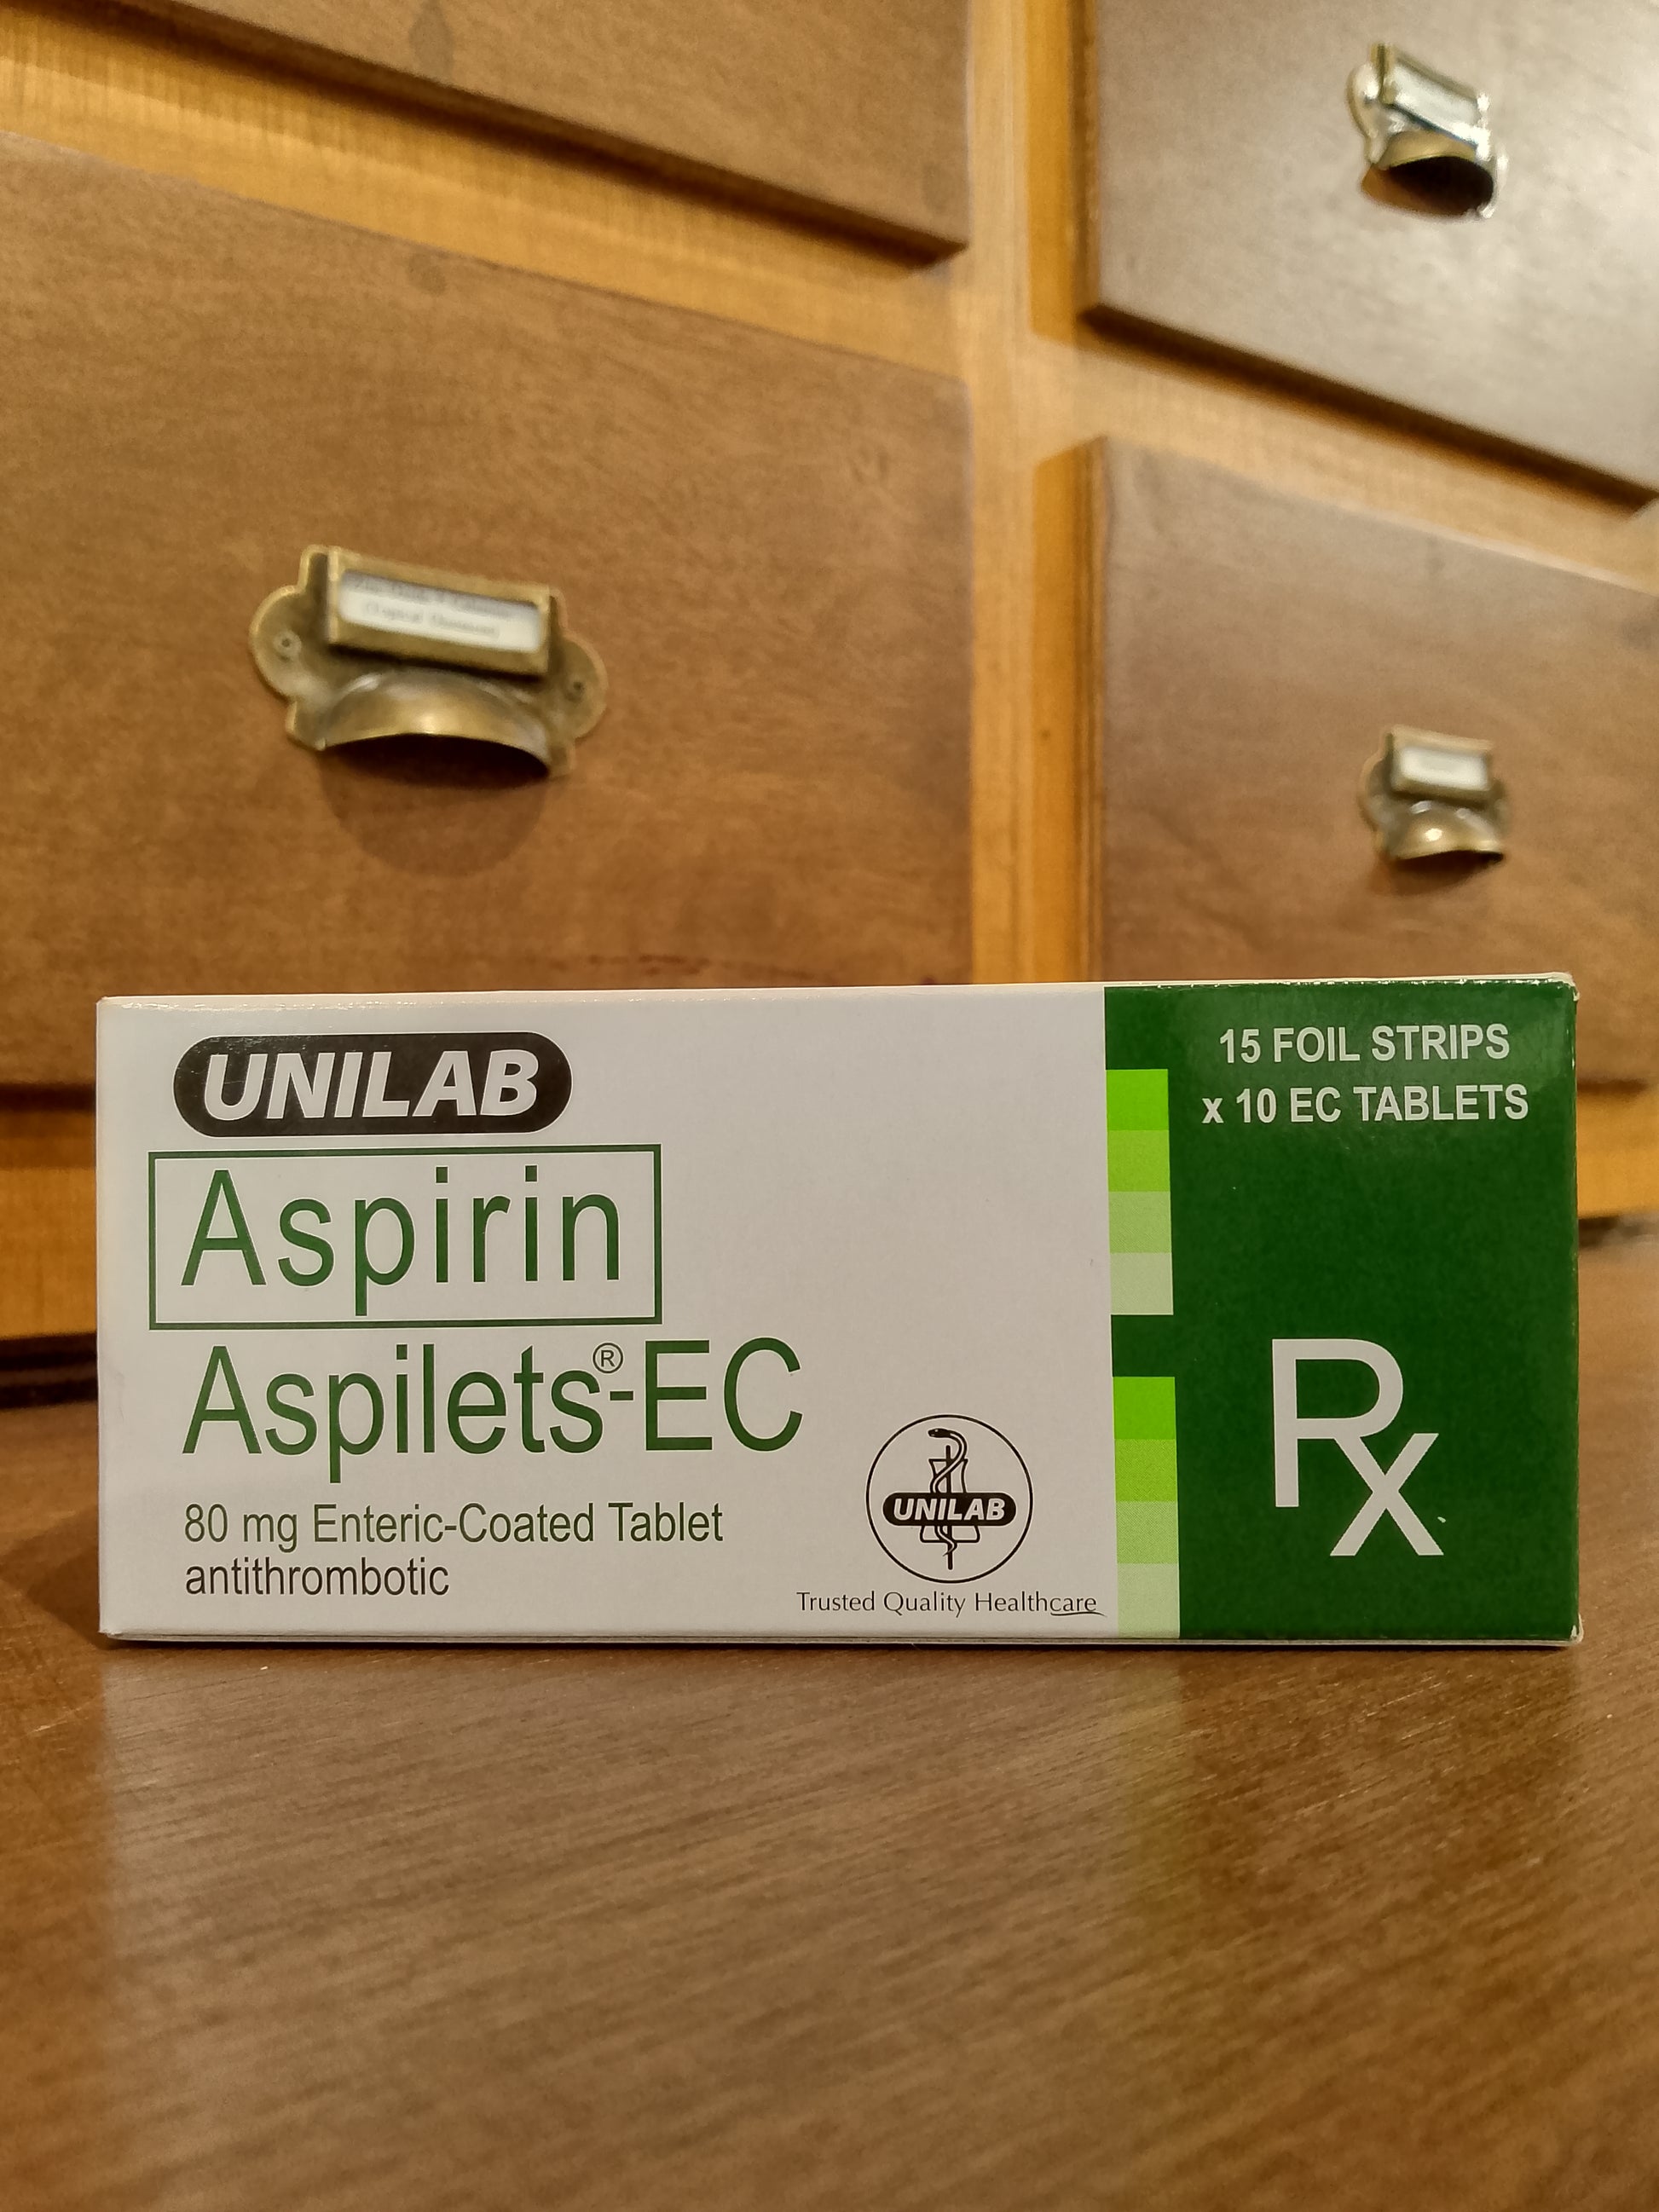 UNILAB
Aspirin
Aspilets®-EC
80 mg Enteric-Coated Tablet
antithrombotic
UNILAB
Trusted Quality Healthcare
15 FOIL STRIPS
x 10 EC TABLETS
Rx